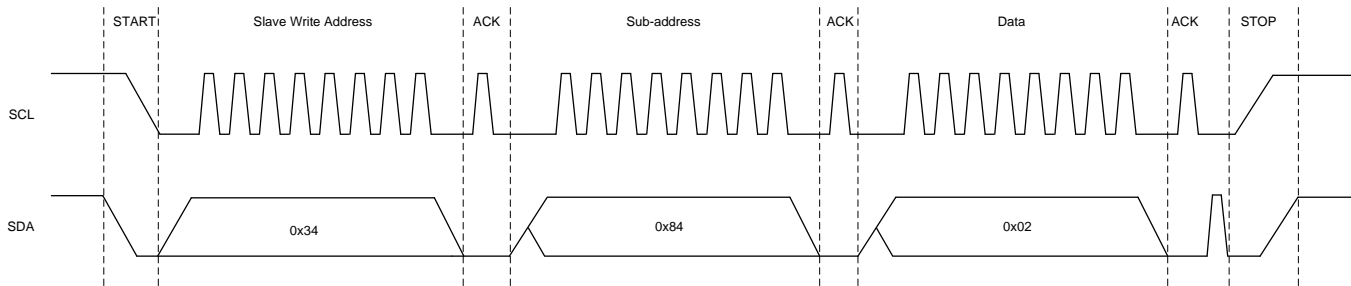 START Slave Write Address ACK Sub-address ACK Data ACK STOP
SCL
SDA 0x34 0x84 0x02